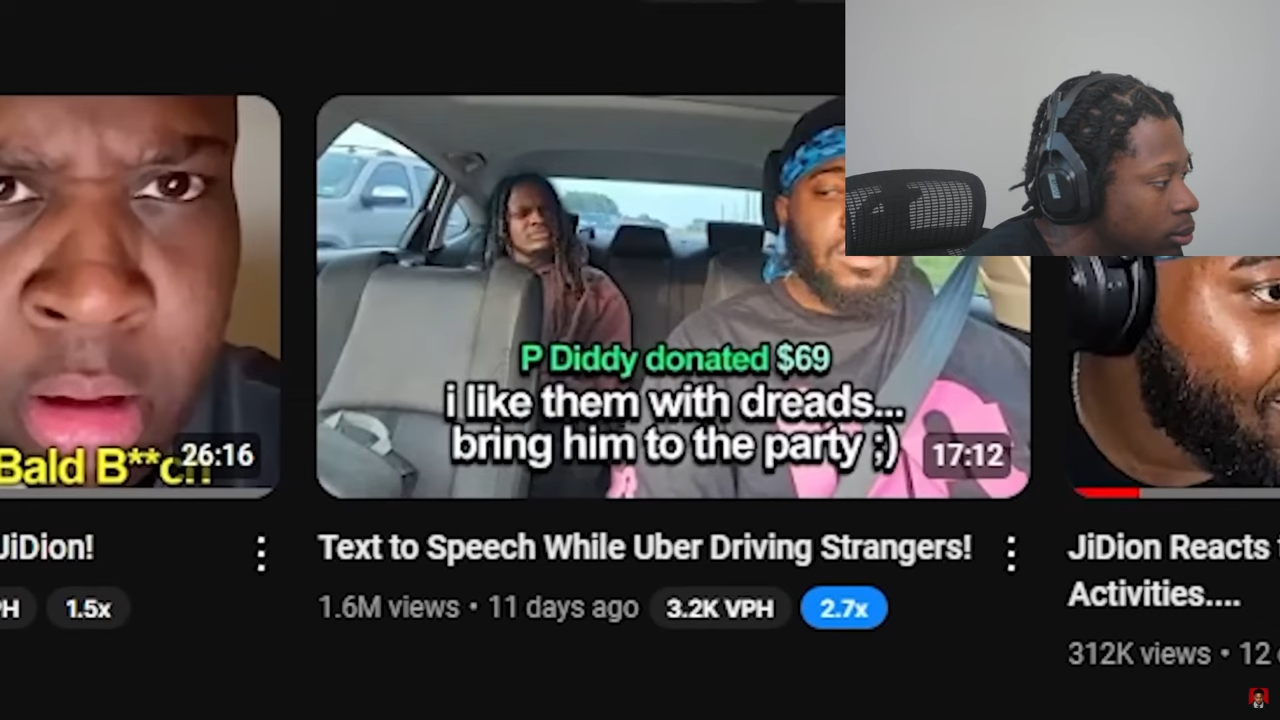 Bald B**c
26:16
P Diddy donated $69
i like them with dreads...
bring him to the party ;)
17:12
JiDion!
PH
1.5x
Text to Speech While Uber Driving Strangers!
1.6M views • 11 days ago
3.2K VPH
2.7x
JiDion Reacts
Activities....
312K views • 12